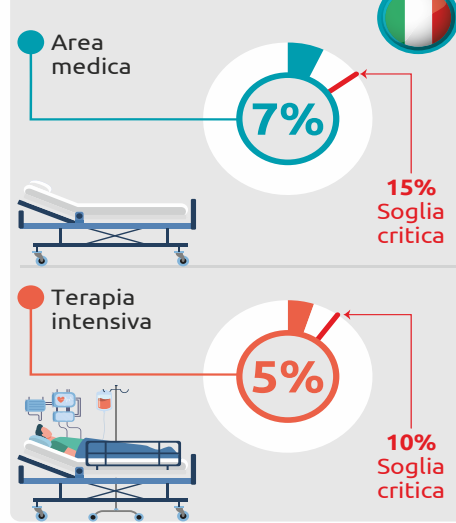 Area
medica
7%
15%
Soglia
critica
Terapia
intensiva
5%
10%
Soglia
critica